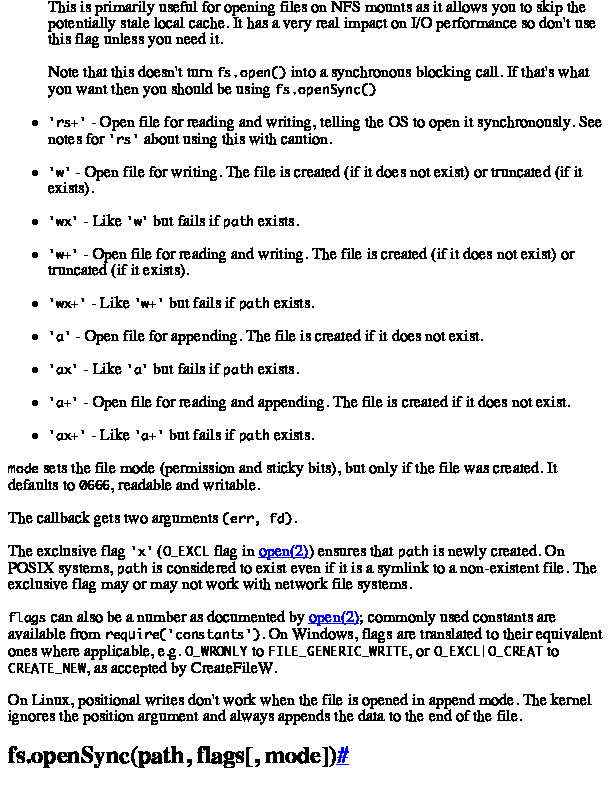 This is primarily useful for opening files on NFS mounts as it allows you to skip the
potentially stale local cache. It has a very real impact on I/O performance so don't use
this flag unless you need it.
Note that this doesn't turn fs.open() into a synchronous blocking call. If that's what
you want then you should be using fs.openSync()
• 'rs+' - Open file for reading and writing, telling the OS to open it synchronously. See
notes for 'rs' about using this with caution.
• 'w' - Open file for writing. The file is created (if it does not exist) or truncated (if it
exists).
• 'wx' - Like 'w' but fails if path exists.
• 'w+' - Open file for reading and writing. The file is created (if it does not exist) or
truncated (if it exists).
• 'wx+' - Like 'w+' but fails if path exists.
• 'a' - Open file for appending. The file is created if it does not exist.
• 'ax' - Like 'a' but fails if path exists.
• 'a+' - Open file for reading and appending. The file is created if it does not exist.
• 'ax+' - Like 'a+' but fails if path exists.
mode sets the file mode (permission and sticky bits), but only if the file was created. It
defaults to 0666, readable and writable.
The callback gets two arguments (err, fd).
The exclusive flag 'x' (O_EXCL flag in open(2)) ensures that path is newly created. On
POSIX systems, path is considered to exist even if it is a symlink to a non-existent file. The
exclusive flag may or may not work with network file systems.
flags can also be a number as documented by open(2); commonly used constants are
available from require('constants'). On Windows, flags are translated to their equivalent
ones where applicable, e.g. O_WRONLY to FILE_GENERIC_WRITE, or O_EXCL|O_CREAT to
CREATE_NEW, as accepted by CreateFileW.
On Linux, positional writes don't work when the file is opened in append mode. The kernel
ignores the position argument and always appends the data to the end of the file.
fs.openSync(path, flags[, mode])#